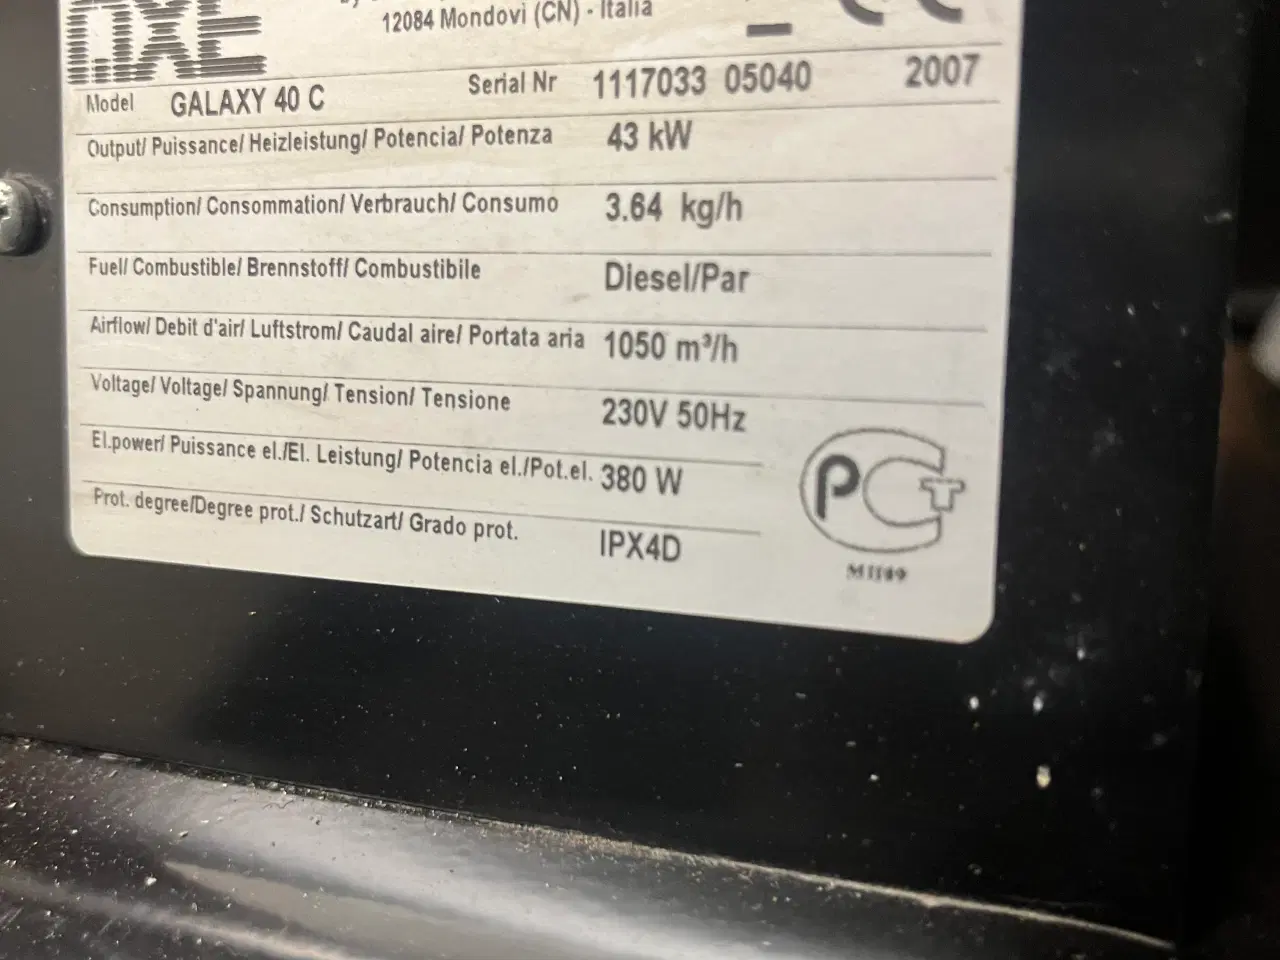 12084 Mondovì (CN) - Italia
Model GALAXY 40 C Serial Nr 1117033 05040 2007
Output/ Puissance/ Heizleistung/ Potencia/ Potenza 43 kW
Consumption/ Consommation/ Verbrauch/ Consumo 3.64 kg/h
Fuel/ Combustible/ Brennstoff/ Combustibile Diesel/Par
Airflow/ Debit d'air/ Luftstrom/ Caudal aire/ Portata aria 1050 m³/h
Voltage/ Voltage/ Spannung/ Tension/ Tensione 230V 50Hz
El.power/ Puissance el./El. Leistung/ Potencia el./Pot.el. 380 W
Prot. degree/Degree prot./ Schutzart/ Grado prot. IPX4D